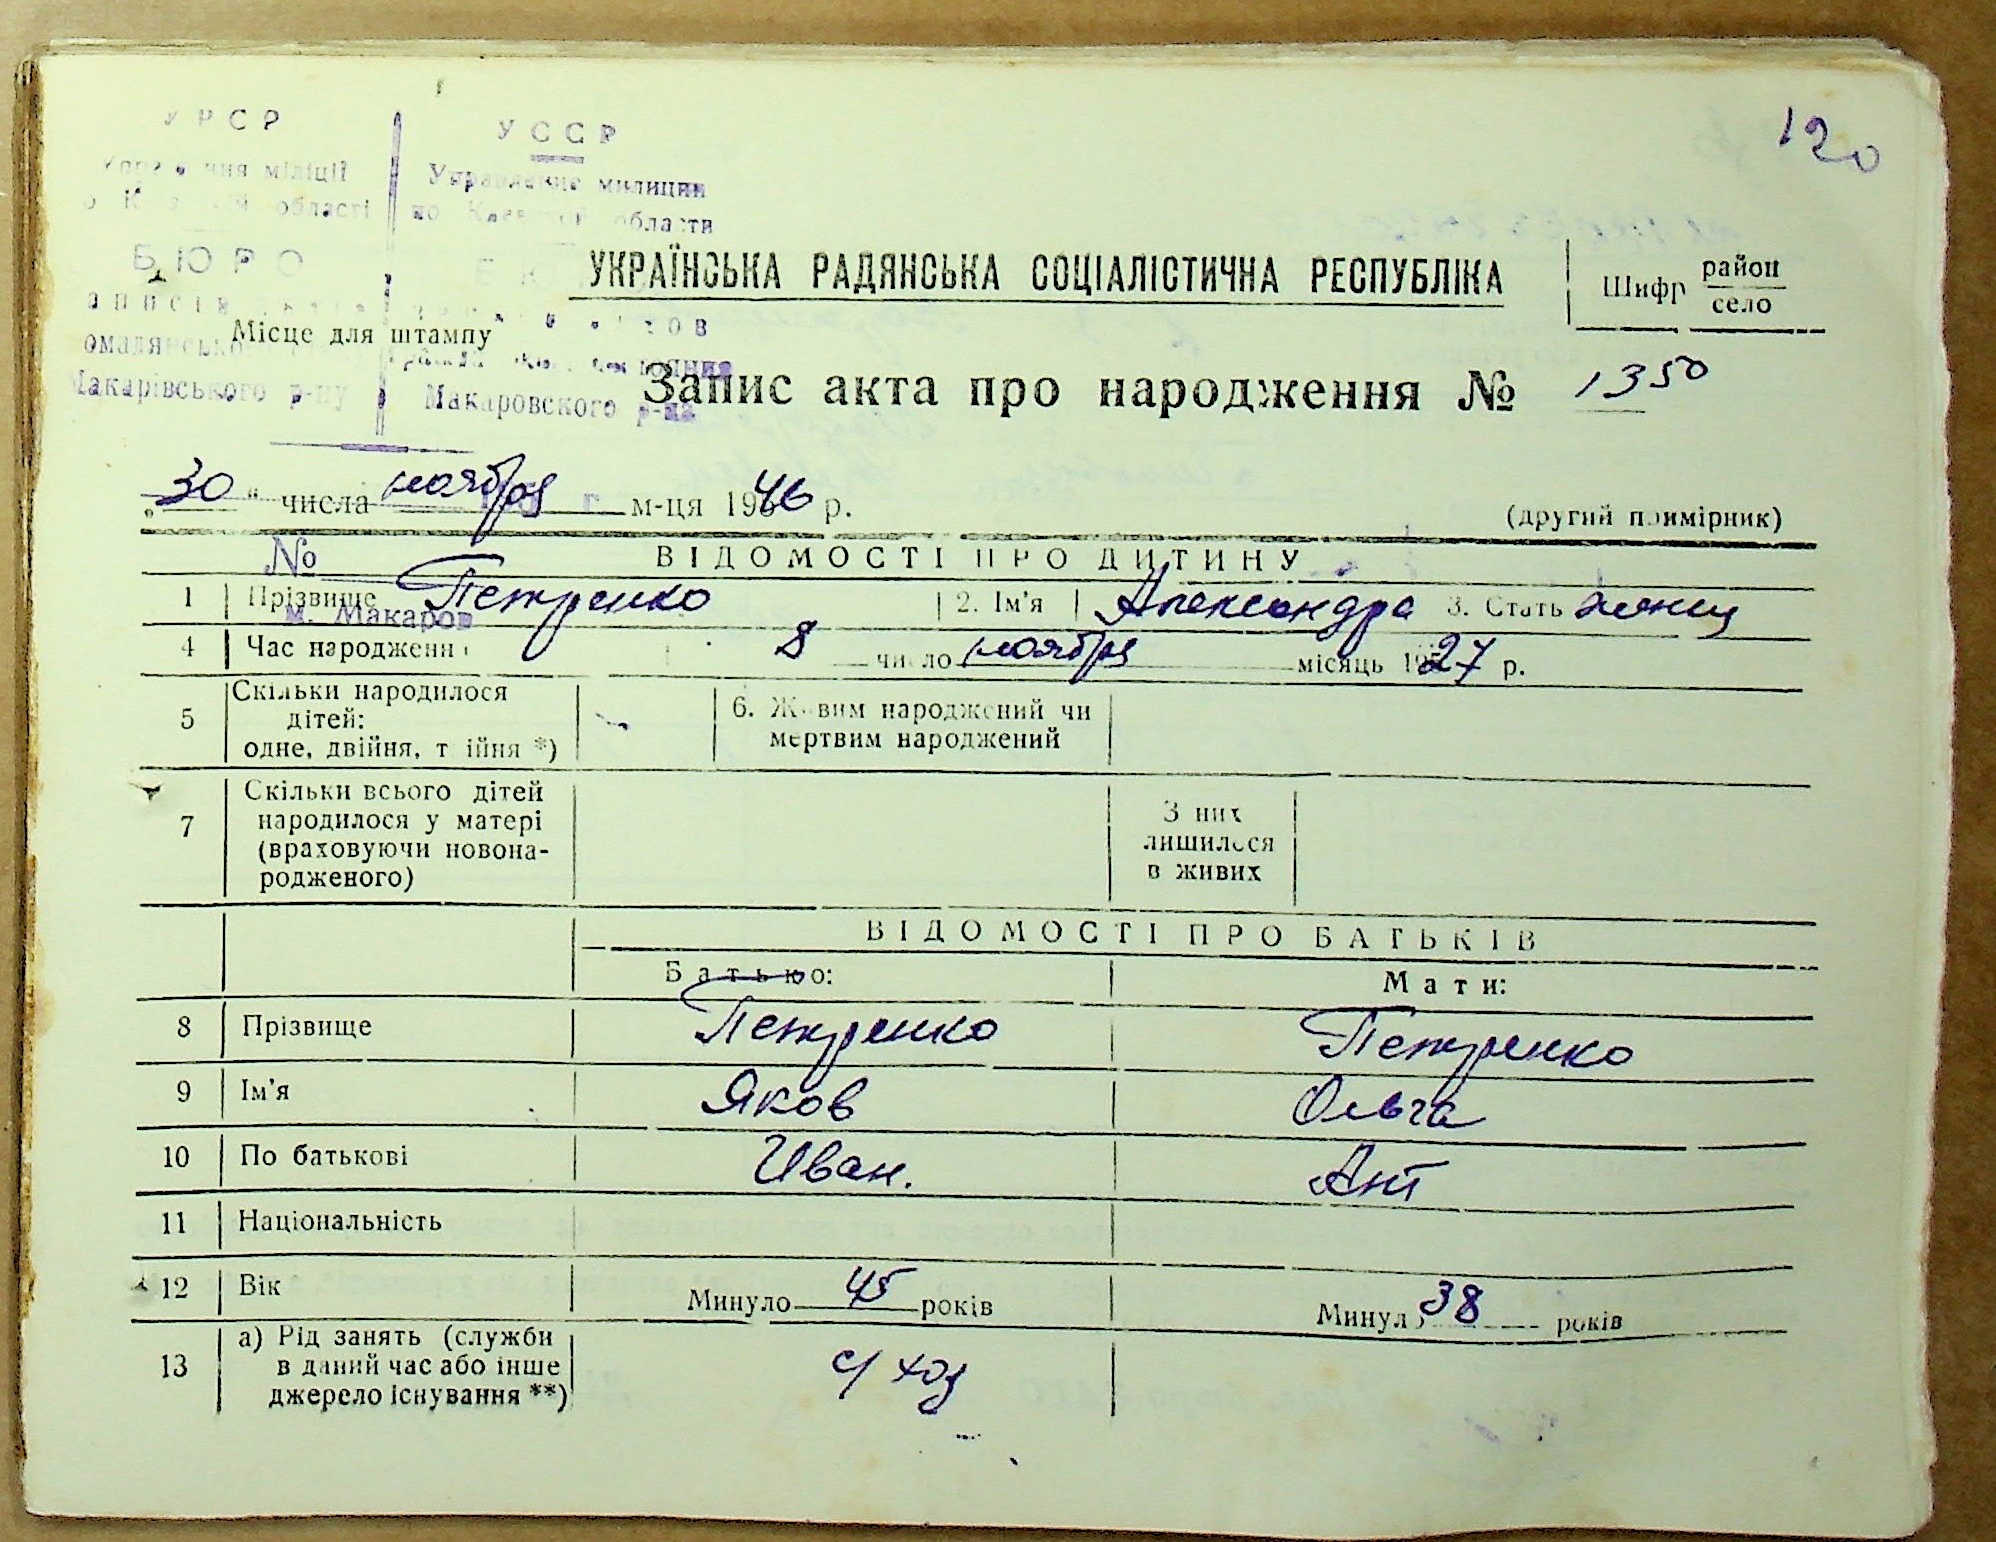 120
УРСР
УССР
міліції
Управление милиции
області
по Киевской области
БЮРО
УКРАЇНСЬКА РАДЯНСЬКА СОЦІАЛІСТИЧНА РЕСПУБЛІКА
Шифр район
село
Місце для штампу
Макарівського р-ну
Макаровского р-на
Запис акта про народження № 1350
„30" числа ноября м-ця 1946 р.
(другий примірник)
№
ВІДОМОСТІ ПРО ДИТИНУ
1 Прізвище Петренко 2. Ім'я Александра 3. Стать женщ
м. Макаров
4 Час народження 8 число ноября місяць 1927 р.
5 Скільки народилося дітей: одне, двійня, трійня *) 6. Живим народжений чи мертвим народжений
7 Скільки всього дітей народилося у матері (враховуючи новона-родженого) З них лишилося в живих
ВІДОМОСТІ ПРО БАТЬКІВ
Батько: Мати:
8 Прізвище Петренко Петренко
9 Ім'я Яков Ольга
10 По батькові Иван. Ант
11 Національність
12 Вік Минуло 45 років Минуло 38 років
13 а) Рід занять (служби в даний час або інше джерело існування **) с/хоз